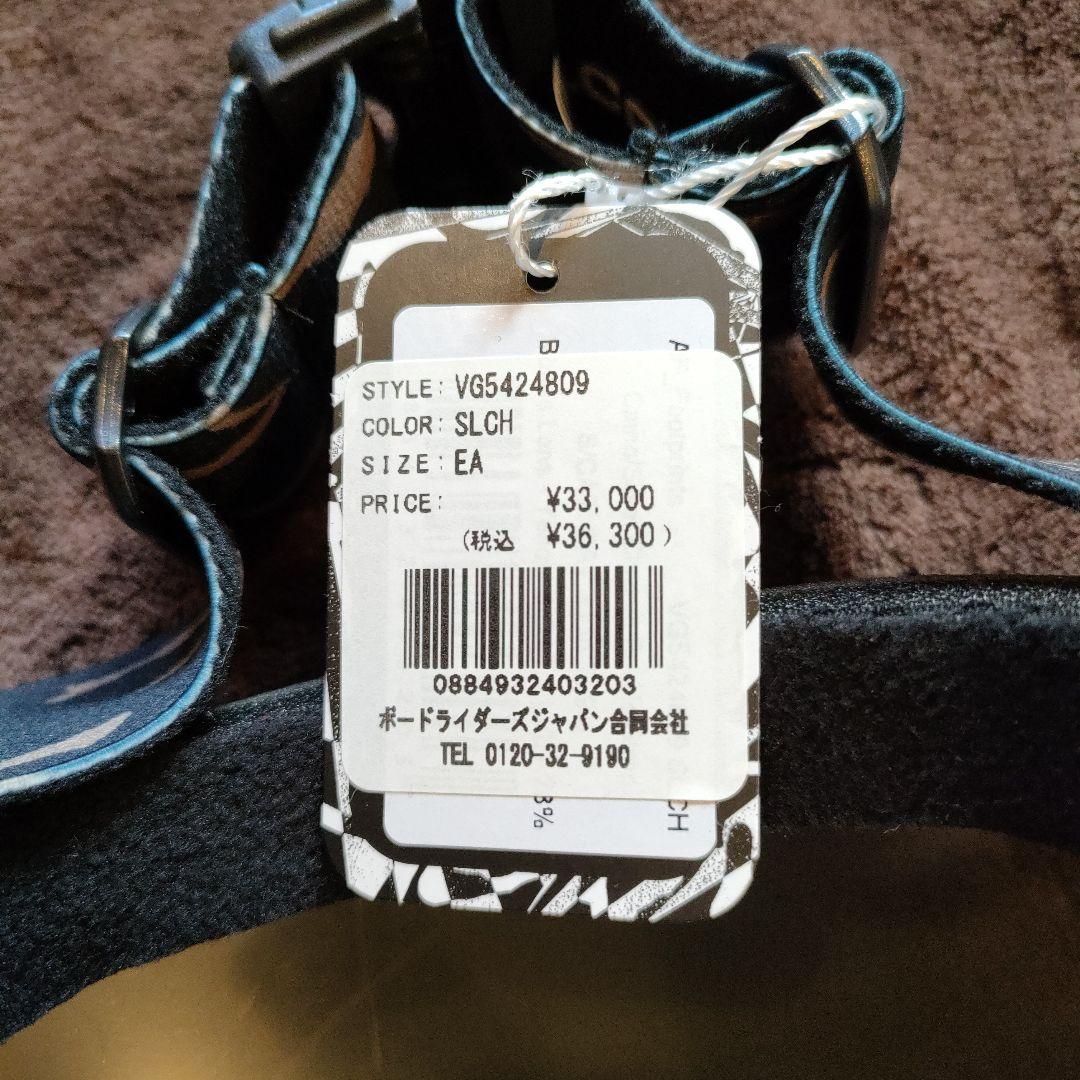 STYLE: VG5424809
COLOR: SLCH
SIZE: EA
PRICE: ¥33,000
(税込 ¥36,300)
0884932403203
ボードライダーズジャパン合同会社
TEL 0120-32-9190